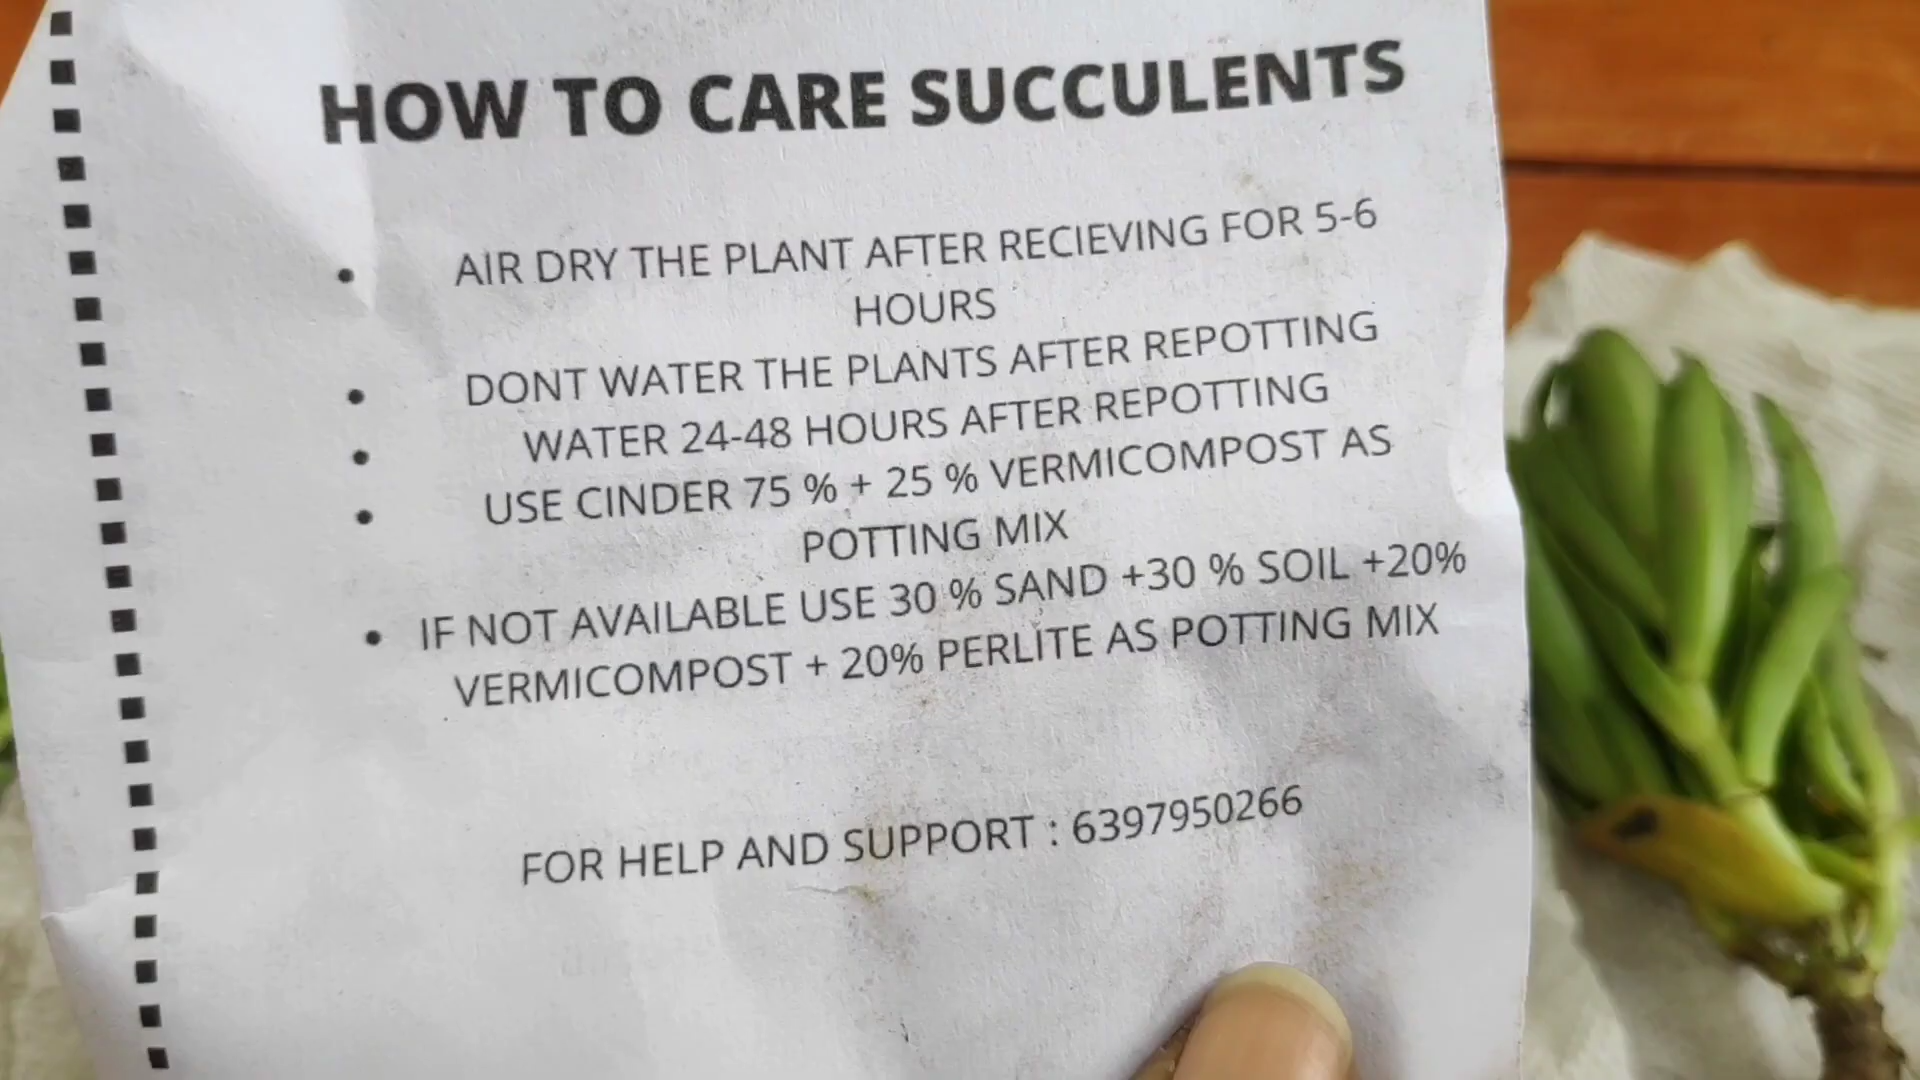 HOW TO CARE SUCCULENTS
• AIR DRY THE PLANT AFTER RECIEVING FOR 5-6
HOURS
• DONT WATER THE PLANTS AFTER REPOTTING
• WATER 24-48 HOURS AFTER REPOTTING
• USE CINDER 75 % + 25 % VERMICOMPOST AS
POTTING MIX
• IF NOT AVAILABLE USE 30 % SAND +30 % SOIL +20%
VERMICOMPOST + 20% PERLITE AS POTTING MIX
FOR HELP AND SUPPORT : 6397950266